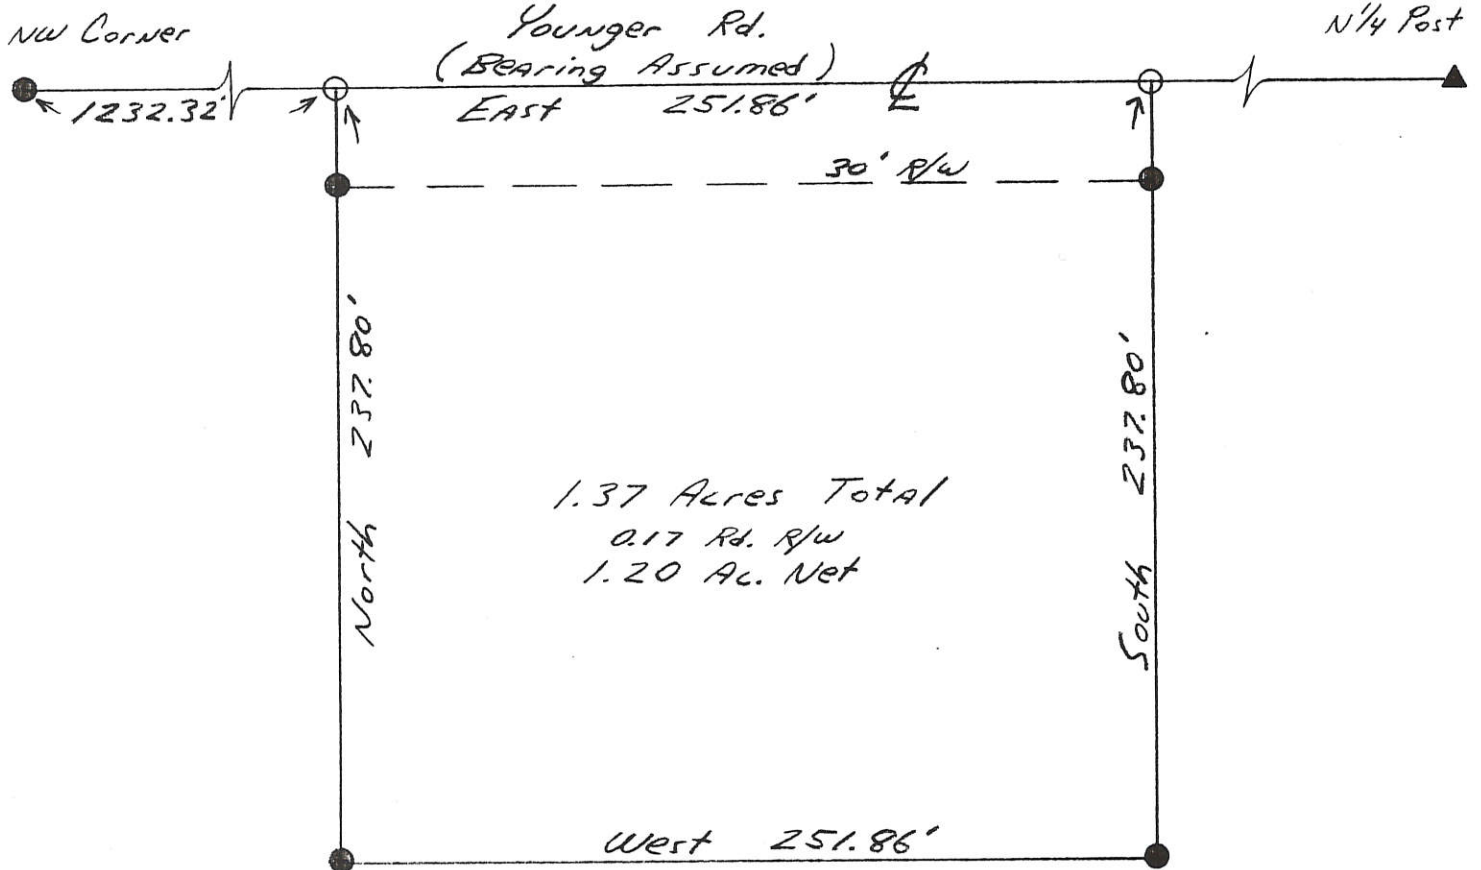 NW Corner
Younger Rd.
N1/4 Post
(Bearing Assumed)
1232.32'
East 251.86' ℄
30' R/W
North 237.80'
South 237.80'
1.37 Acres Total
0.17 Rd. R/W
1.20 Ac. Net
West 251.86'